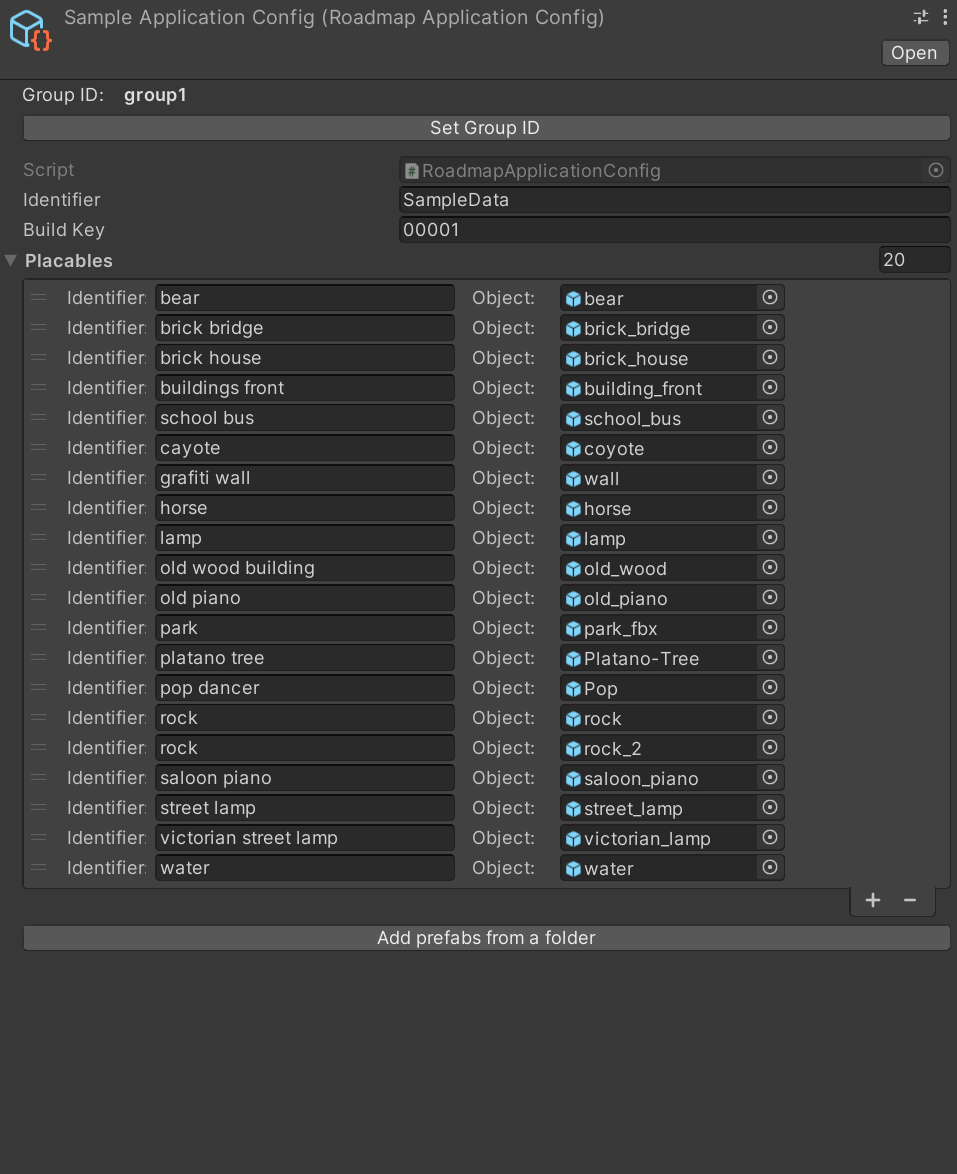 Sample Application Config (Roadmap Application Config)
Open
Group ID: group1
Set Group ID
Script # RoadmapApplicationConfig
Identifier SampleData
Build Key 00001
Placables 20
Identifier: bear Object: bear
Identifier: brick bridge Object: brick_bridge
Identifier: brick house Object: brick_house
Identifier: buildings front Object: building_front
Identifier: school bus Object: school_bus
Identifier: cayote Object: coyote
Identifier: grafiti wall Object: wall
Identifier: horse Object: horse
Identifier: lamp Object: lamp
Identifier: old wood building Object: old_wood
Identifier: old piano Object: old_piano
Identifier: park Object: park_fbx
Identifier: platano tree Object: Platano-Tree
Identifier: pop dancer Object: Pop
Identifier: rock Object: rock
Identifier: rock Object: rock_2
Identifier: saloon piano Object: saloon_piano
Identifier: street lamp Object: street_lamp
Identifier: victorian street lamp Object: victorian_lamp
Identifier: water Object: water
+ −
Add prefabs from a folder